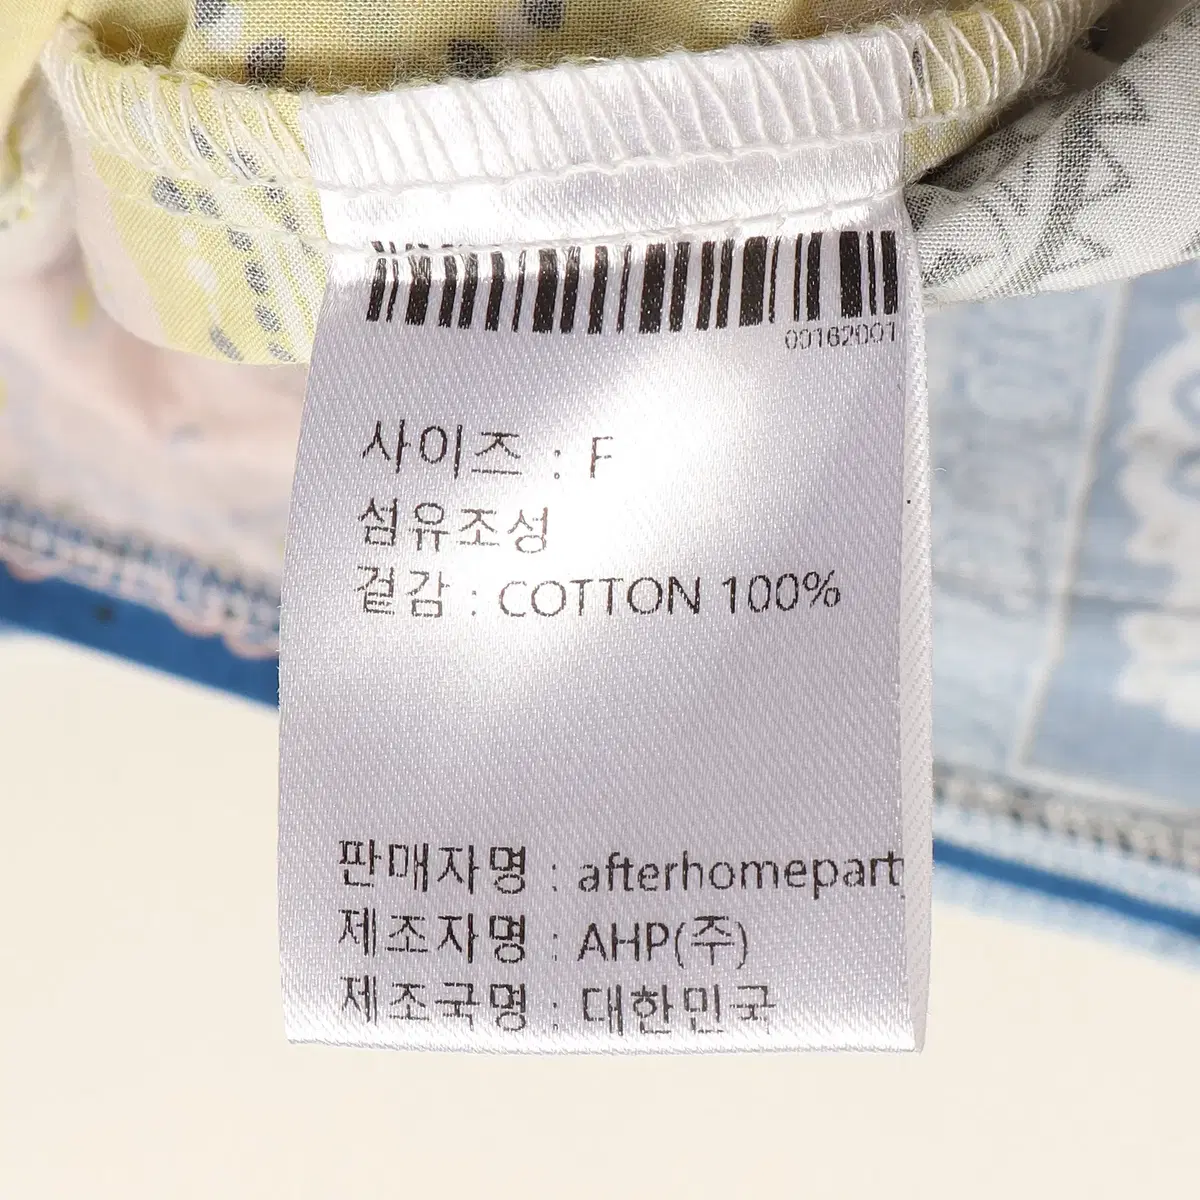 00162001
사이즈 : F
섬유조성
겉감 : COTTON 100%
판매자명 : afterhomepart
제조자명 : AHP(주)
제조국명 : 대한민국